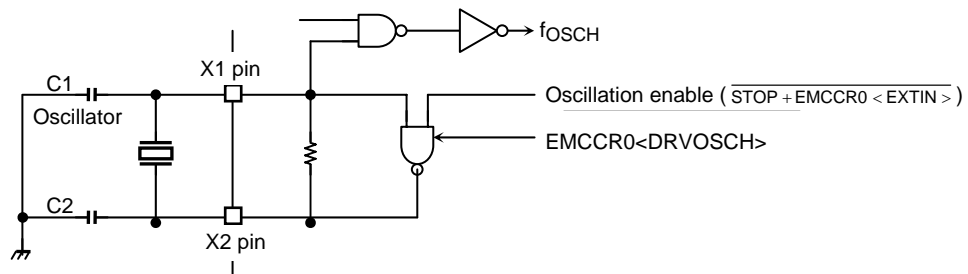 fOSCH
X1 pin
C1
Oscillator
Oscillation enable ( STOP + EMCCR0 < EXTIN > )
EMCCR0<DRVOSCH>
C2
X2 pin